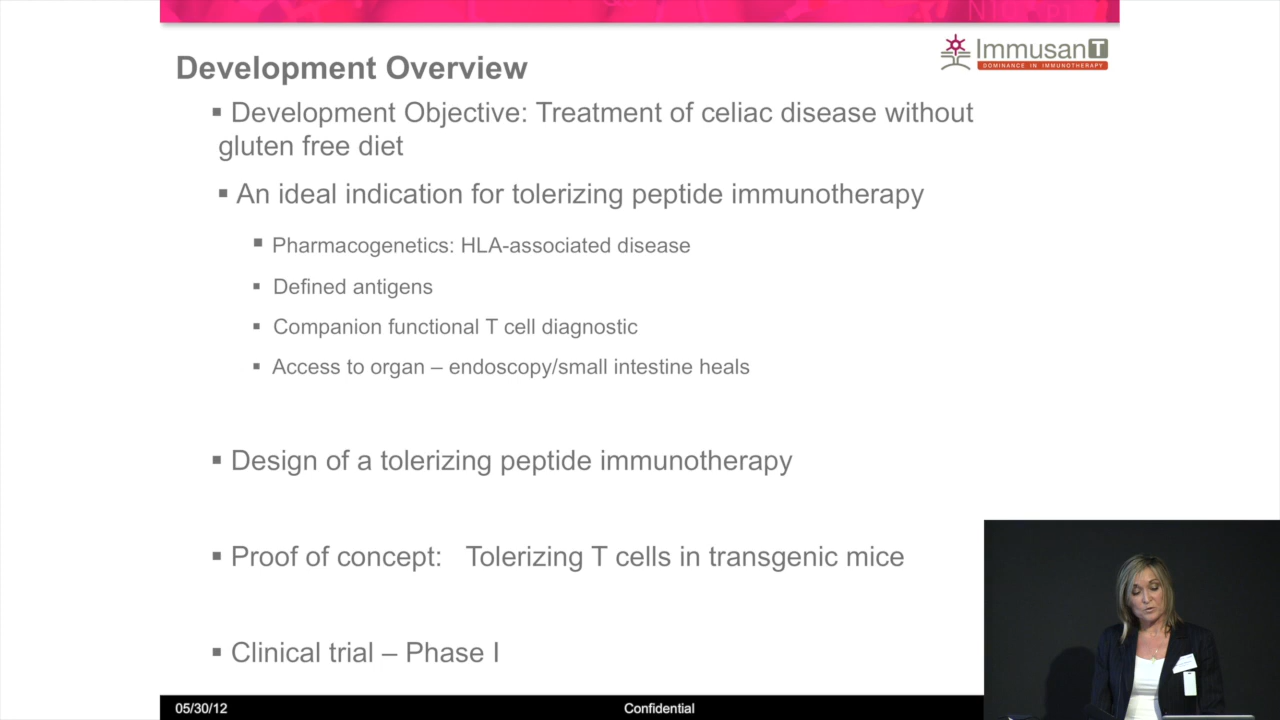 ImmusanT
DOMINANCE IN IMMUNOTHERAPY
Development Overview
▪ Development Objective: Treatment of celiac disease without
gluten free diet
▪ An ideal indication for tolerizing peptide immunotherapy
▪ Pharmacogenetics: HLA-associated disease
▪ Defined antigens
▪ Companion functional T cell diagnostic
▪ Access to organ – endoscopy/small intestine heals
▪ Design of a tolerizing peptide immunotherapy
▪ Proof of concept: Tolerizing T cells in transgenic mice
▪ Clinical trial – Phase I
05/30/12
Confidential